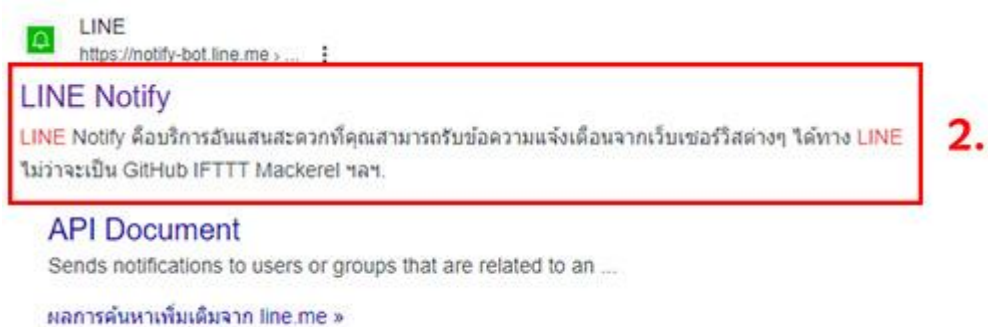 LINE
https://notify-bot.line.me › ...
LINE Notify
LINE Notify คือบริการอันแสนสะดวกที่คุณสามารถรับข้อความแจ้งเตือนจากเว็บเซอร์วิสต่างๆ ได้ทาง LINE
ไม่ว่าจะเป็น GitHub IFTTT Mackerel ฯลฯ.
2.
API Document
Sends notifications to users or groups that are related to an ...
ผลการค้นหาเพิ่มเติมจาก line.me »